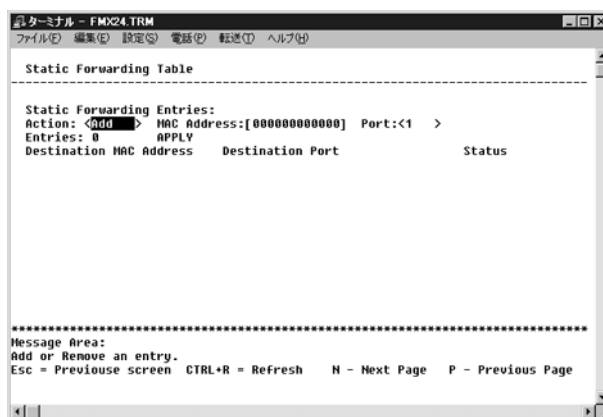 ターミナル - FMX24.TRM
ファイル(F) 編集(E) 設定(S) 電話(P) 転送(T) ヘルプ(H)
Static Forwarding Table
Static Forwarding Entries:
Action: <Add > MAC Address:[000000000000] Port:<1 >
Entries: 0 APPLY
Destination MAC Address Destination Port Status
************************************************************************
Message Area:
Add or Remove an entry.
Esc = Previouse screen CTRL+R = Refresh N - Next Page P - Previous Page